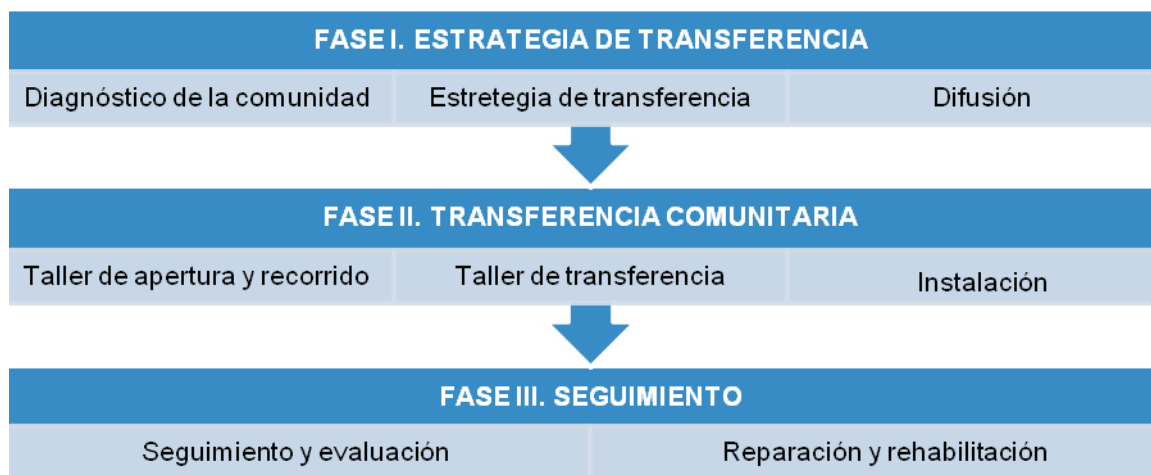 FASE I. ESTRATEGIA DE TRANSFERENCIA
Diagnóstico de la comunidad
Estretegia de transferencia
Difusión
FASE II. TRANSFERENCIA COMUNITARIA
Taller de apertura y recorrido
Taller de transferencia
Instalación
FASE III. SEGUIMIENTO
Seguimiento y evaluación
Reparación y rehabilitación